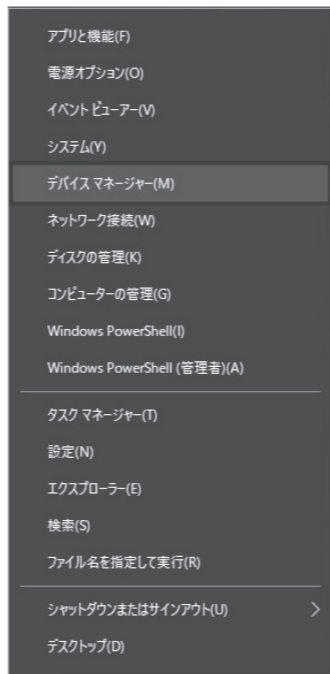 アプリと機能(F)
電源オプション(O)
イベント ビューアー(V)
システム(Y)
デバイス マネージャー(M)
ネットワーク接続(W)
ディスクの管理(K)
コンピューターの管理(G)
Windows PowerShell(I)
Windows PowerShell (管理者)(A)
タスク マネージャー(T)
設定(N)
エクスプローラー(E)
検索(S)
ファイル名を指定して実行(R)
シャットダウンまたはサインアウト(U)
デスクトップ(D)